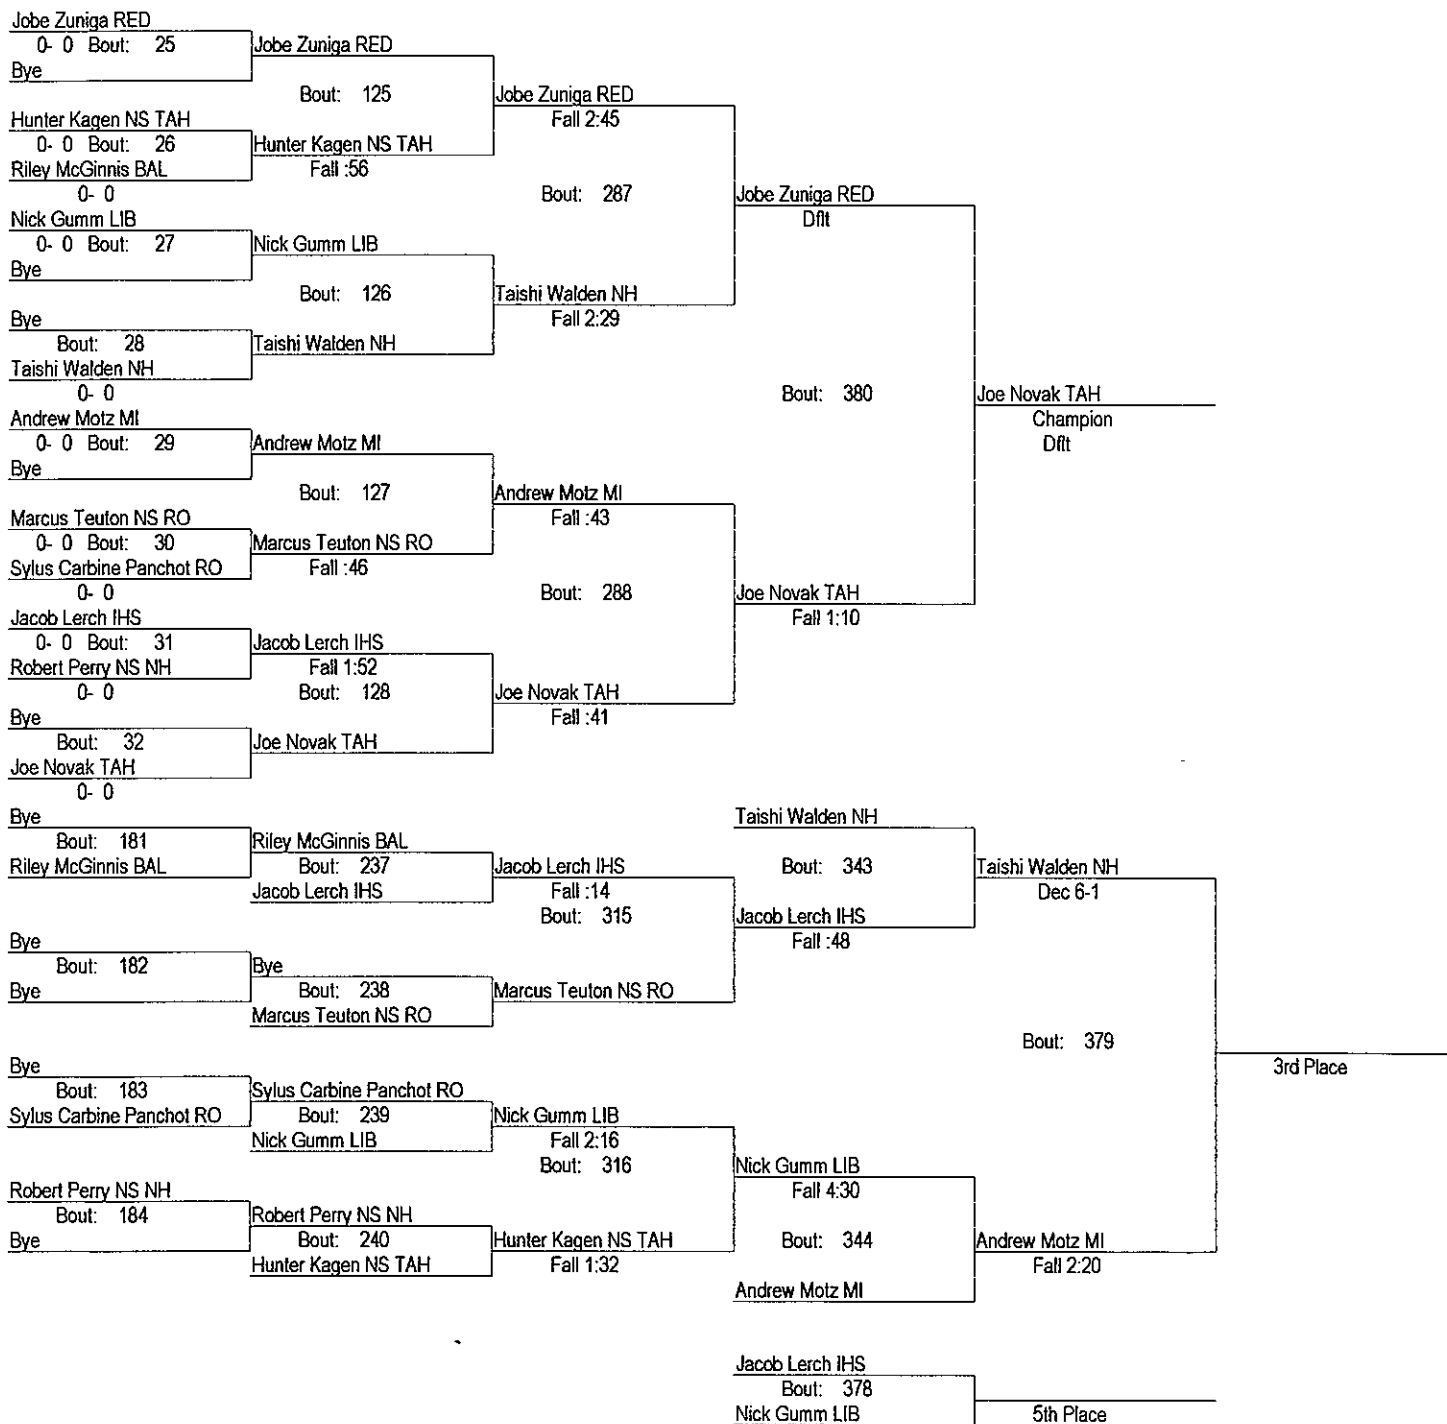 Jobe Zuniga RED
0- 0 Bout: 25
Bye
Jobe Zuniga RED
Bout: 125
Hunter Kagen NS TAH
0- 0 Bout: 26
Riley McGinnis BAL
0- 0
Hunter Kagen NS TAH
Fall :56
Jobe Zuniga RED
Fall 2:45
Bout: 287
Nick Gumm LIB
0- 0 Bout: 27
Bye
Nick Gumm LIB
Bout: 126
Bye
Bout: 28
Taishi Walden NH
0- 0
Taishi Walden NH
Taishi Walden NH
Fall 2:29
Jobe Zuniga RED
Dflt
Bout: 380
Andrew Motz MI
0- 0 Bout: 29
Bye
Andrew Motz MI
Bout: 127
Marcus Teuton NS RO
0- 0 Bout: 30
Sylus Carbine Panchot RO
0- 0
Marcus Teuton NS RO
Fall :46
Andrew Motz MI
Fall :43
Bout: 288
Jacob Lerch IHS
0- 0 Bout: 31
Robert Perry NS NH
0- 0
Jacob Lerch IHS
Fall 1:52
Bout: 128
Bye
Bout: 32
Joe Novak TAH
0- 0
Joe Novak TAH
Joe Novak TAH
Fall :41
Joe Novak TAH
Fall 1:10
Joe Novak TAH
Champion
Dflt
Bye
Bout: 181
Riley McGinnis BAL
Riley McGinnis BAL
Bout: 237
Jacob Lerch IHS
Jacob Lerch IHS
Fall :14
Bout: 315
Bye
Bout: 182
Bye
Bye
Bout: 238
Marcus Teuton NS RO
Marcus Teuton NS RO
Taishi Walden NH
Bout: 343
Jacob Lerch IHS
Fall :48
Taishi Walden NH
Dec 6-1
Bout: 379
3rd Place
Bye
Bout: 183
Sylus Carbine Panchot RO
Sylus Carbine Panchot RO
Bout: 239
Nick Gumm LIB
Nick Gumm LIB
Fall 2:16
Bout: 316
Robert Perry NS NH
Bout: 184
Bye
Robert Perry NS NH
Bout: 240
Hunter Kagen NS TAH
Hunter Kagen NS TAH
Fall 1:32
Nick Gumm LIB
Fall 4:30
Bout: 344
Andrew Motz MI
Andrew Motz MI
Fall 2:20
Jacob Lerch IHS
Bout: 378
Nick Gumm LIB
5th Place